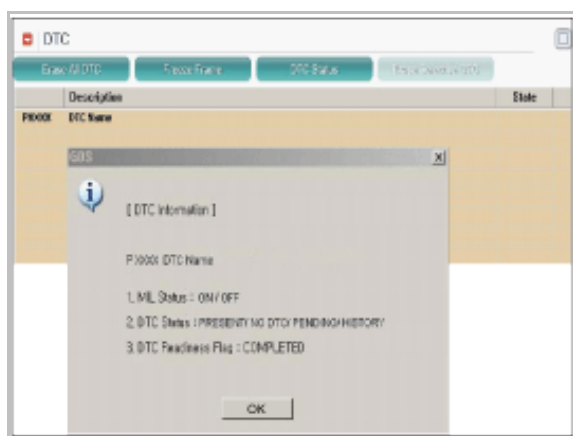 DTC
Erase All DTC Freeze Frame DTC Status
Description State
PXXXX DTC Name
GDS
[ DTC Information ]
PXXXX DTC Name
1. MIL Status : ON / OFF
2. DTC Status : PRESENT/ NO DTC/ PENDING/HISTORY
3. DTC Readiness Flag : COMPLETED
OK